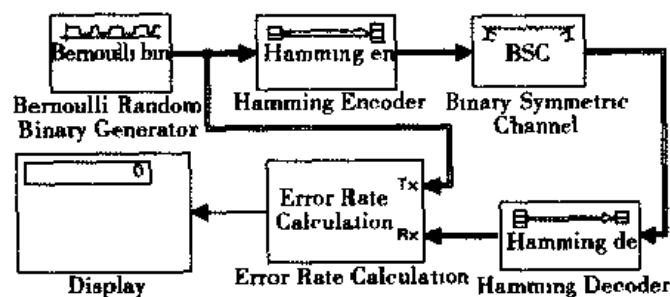 Bernoulli bin
Bernoulli Random
Binary Generator
Hamming en
Hamming Encoder
BSC
Binary Symmetric
Channel
0
Display
Error Rate
Calculation
Tx
Rx
Error Rate Calculation
Hamming de
Hamming Decoder